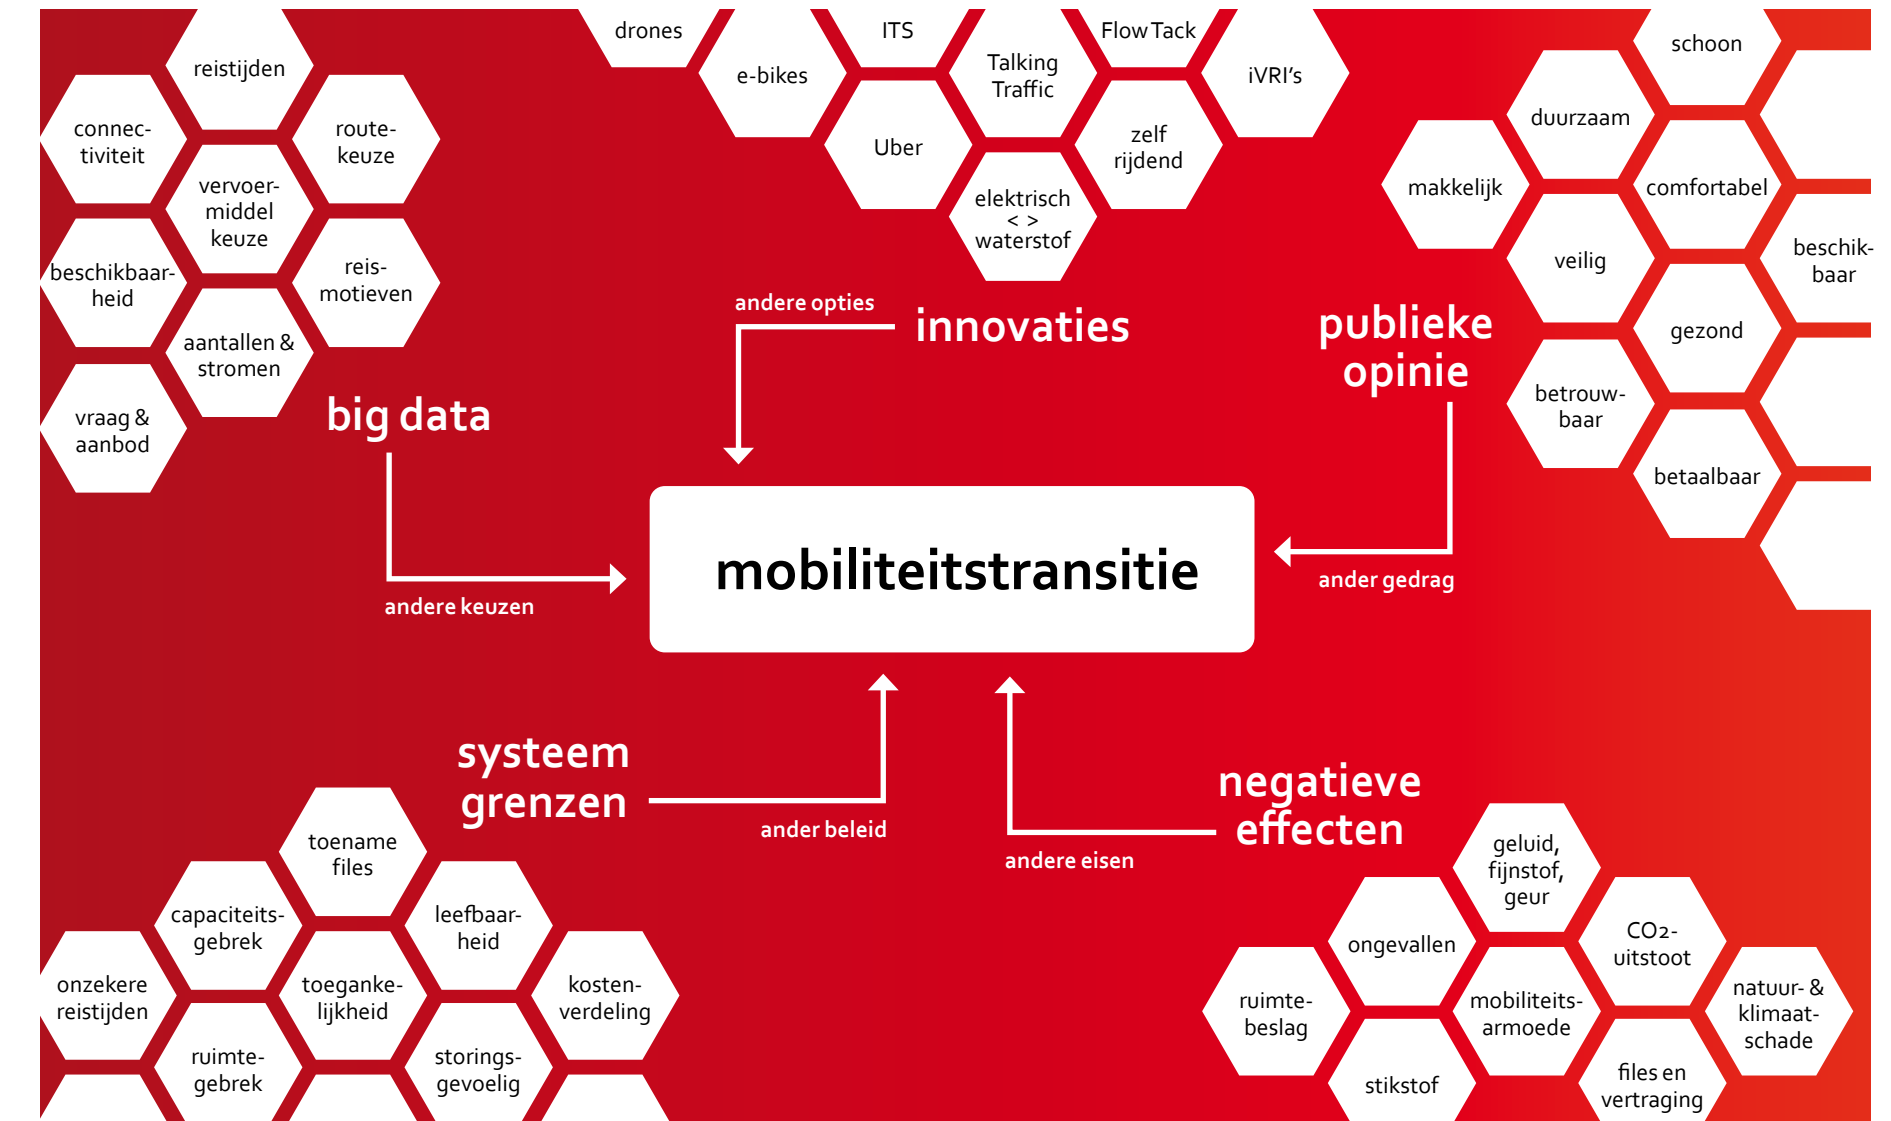 reistijden
connec-
tiviteit
route-
keuze
vervoer-
middel
keuze
beschikbaar-
heid
reis-
motieven
aantallen &
stromen
vraag &
aanbod
big data
andere keuzen
drones
ITS
Flow Tack
e-bikes
Talking
Traffic
iVRI's
Uber
zelf
rijdend
elektrisch
< >
waterstof
andere opties
innovaties
schoon
duurzaam
makkelijk
comfortabel
veilig
beschik-
baar
gezond
betrouw-
baar
betaalbaar
publieke
opinie
ander gedrag
mobiliteitstransitie
systeem
grenzen
ander beleid
toename
files
capaciteits-
gebrek
leefbaar-
heid
onzekere
reistijden
toeganke-
lijkheid
kosten-
verdeling
ruimte-
gebrek
storings-
gevoelig
negatieve
effecten
andere eisen
geluid,
fijnstof,
geur
ongevallen
CO2-
uitstoot
ruimte-
beslag
mobiliteits-
armoede
natuur- &
klimaat-
schade
stikstof
files en
vertraging